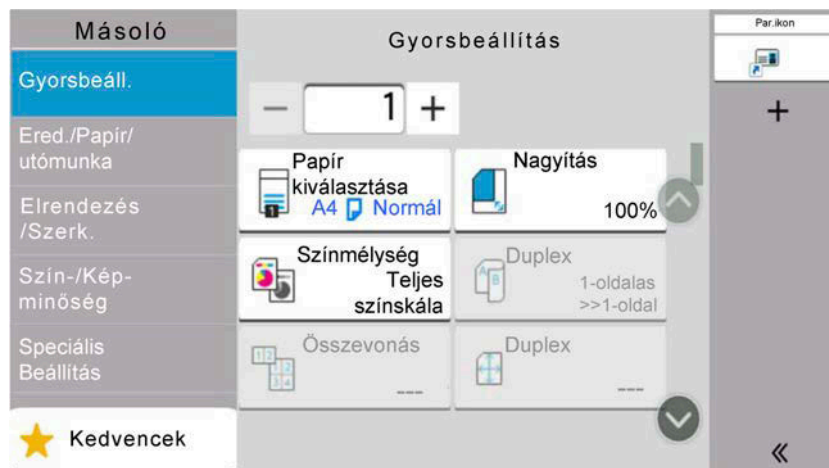 Másoló
Gyorsbeáll.
Ered./Papír/
utómunka
Elrendezés
/Szerk.
Szín-/Kép-
minőség
Speciális
Beállítás
Kedvencek
Gyorsbeállítás
1
Papír
kiválasztása
A4 Normál
Nagyítás
100%
Színmélység
Teljes
színskála
Duplex
1-oldalas
>>1-oldal
Összevonás
---
Duplex
---
Par.ikon